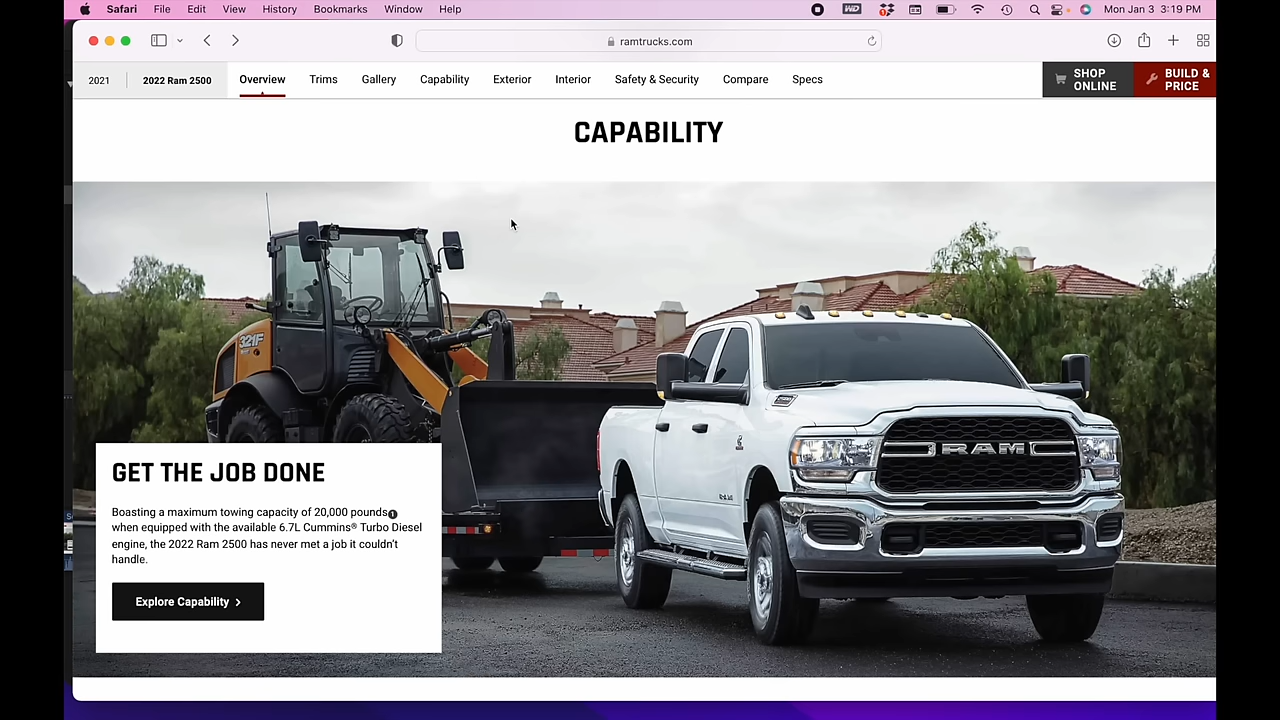 Safari File Edit View History Bookmarks Window Help
WD
1
Mon Jan 3 3:19 PM
ramtrucks.com
2021 2022 Ram 2500 Overview Trims Gallery Capability Exterior Interior Safety & Security Compare Specs
SHOP
ONLINE
BUILD &
PRICE
CAPABILITY
321F
RAM
GET THE JOB DONE
Boasting a maximum towing capacity of 20,000 pounds1
when equipped with the available 6.7L Cummins® Turbo Diesel
engine, the 2022 Ram 2500 has never met a job it couldn't
handle.
Explore Capability